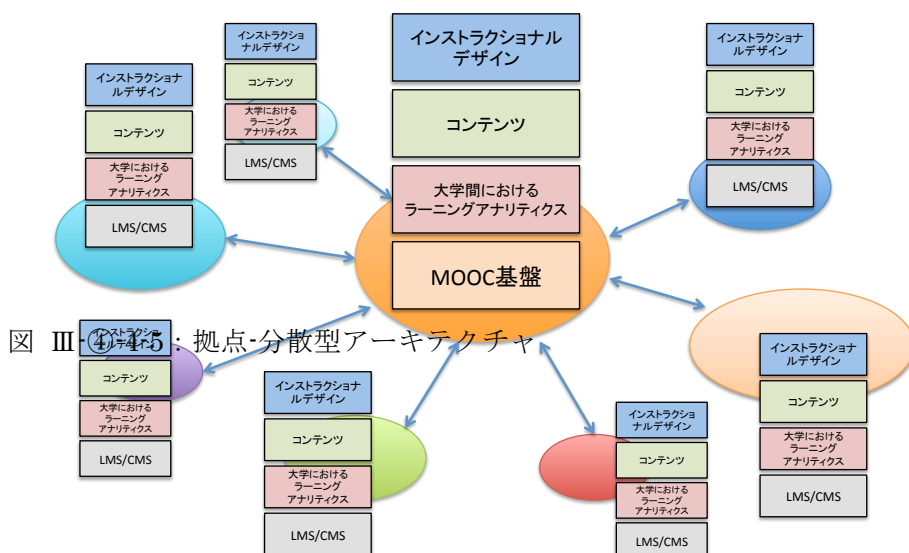 インストラクショ
ナルデザイン
コンテンツ
大学における
ラーニング
アナリティクス
LMS/CMS
インストラクショナ
ルデザイン
コンテンツ
大学における
ラーニング
アナリティクス
LMS/CMS
インストラクショナル
デザイン
コンテンツ
大学間における
ラーニングアナリティクス
MOOC基盤
インストラクショ
ナルデザイン
コンテンツ
大学における
ラーニング
アナリティクス
LMS/CMS
図 Ⅲ-④-4-5：拠点-分散型アーキテクチャ
インストラクショ
ナルデザイン
コンテンツ
大学における
ラーニング
アナリティクス
LMS/CMS
インストラクショナ
ルデザイン
コンテンツ
大学における
ラーニング
アナリティクス
LMS/CMS
インストラクショ
ナルデザイン
コンテンツ
大学における
ラーニング
アナリティクス
LMS/CMS
インストラクショナ
ルデザイン
コンテンツ
大学における
ラーニング
アナリティクス
LMS/CMS